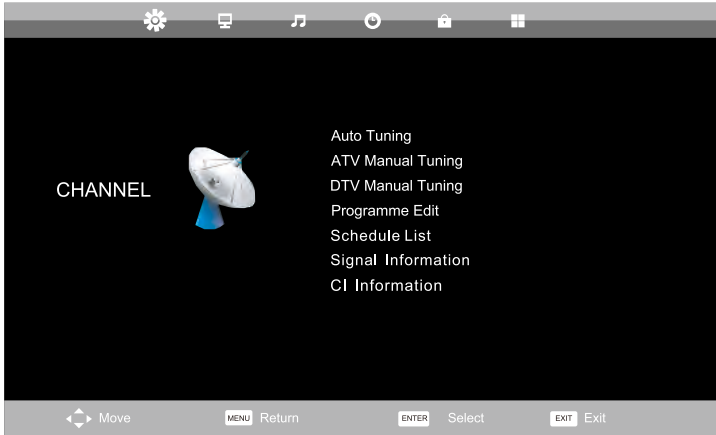 CHANNEL
Auto Tuning
ATV Manual Tuning
DTV Manual Tuning
Programme Edit
Schedule List
Signal Information
CI Information
Move MENU Return ENTER Select EXIT Exit